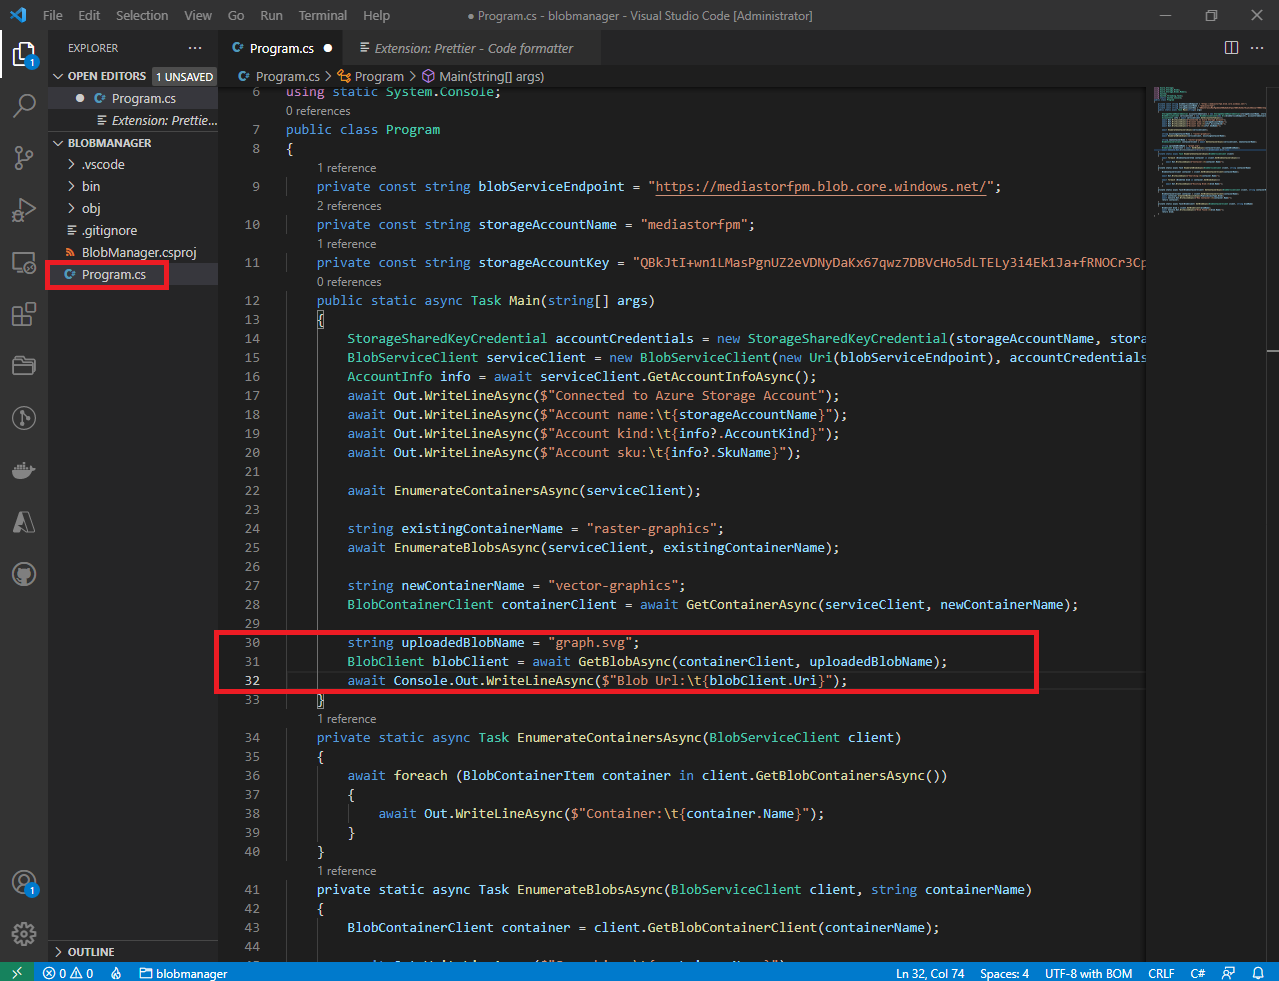 File Edit Selection View Go Run Terminal Help
● Program.cs - blobmanager - Visual Studio Code [Administrator]
EXPLORER
Program.cs
Extension: Prettier - Code formatter
OPEN EDITORS 1 UNSAVED
Program.cs
Extension: Prettie...
BLOBMANAGER
.vscode
bin
obj
.gitignore
BlobManager.csproj
Program.cs
OUTLINE
Program.cs > Program > Main(string[] args)
6 using static System.Console;
0 references
7 public class Program
8 {
1 reference
9 private const string blobServiceEndpoint = "https://mediastorfpm.blob.core.windows.net/";
2 references
10 private const string storageAccountName = "mediastorfpm";
1 reference
11 private const string storageAccountKey = "QBkJtI+wn1LMasPgnUZ2eVDNyDaKx67qwz7DBVcHo5dLTELy3i4Ek1Ja+fRNOCr3Cp
0 references
12 public static async Task Main(string[] args)
13 {
14 StorageSharedKeyCredential accountCredentials = new StorageSharedKeyCredential(storageAccountName, stora
15 BlobServiceClient serviceClient = new BlobServiceClient(new Uri(blobServiceEndpoint), accountCredentials
16 AccountInfo info = await serviceClient.GetAccountInfoAsync();
17 await Out.WriteLineAsync($"Connected to Azure Storage Account");
18 await Out.WriteLineAsync($"Account name:\t{storageAccountName}");
19 await Out.WriteLineAsync($"Account kind:\t{info?.AccountKind}");
20 await Out.WriteLineAsync($"Account sku:\t{info?.SkuName}");
21
22 await EnumerateContainersAsync(serviceClient);
23
24 string existingContainerName = "raster-graphics";
25 await EnumerateBlobsAsync(serviceClient, existingContainerName);
26
27 string newContainerName = "vector-graphics";
28 BlobContainerClient containerClient = await GetContainerAsync(serviceClient, newContainerName);
29
30 string uploadedBlobName = "graph.svg";
31 BlobClient blobClient = await GetBlobAsync(containerClient, uploadedBlobName);
32 await Console.Out.WriteLineAsync($"Blob Url:\t{blobClient.Uri}");
33 }
1 reference
34 private static async Task EnumerateContainersAsync(BlobServiceClient client)
35 {
36 await foreach (BlobContainerItem container in client.GetBlobContainersAsync())
37 {
38 await Out.WriteLineAsync($"Container:\t{container.Name}");
39 }
40 }
1 reference
41 private static async Task EnumerateBlobsAsync(BlobServiceClient client, string containerName)
42 {
43 BlobContainerClient container = client.GetBlobContainerClient(containerName);
44
1
1
0 0 blobmanager Ln 32, Col 74 Spaces: 4 UTF-8 with BOM CRLF C#